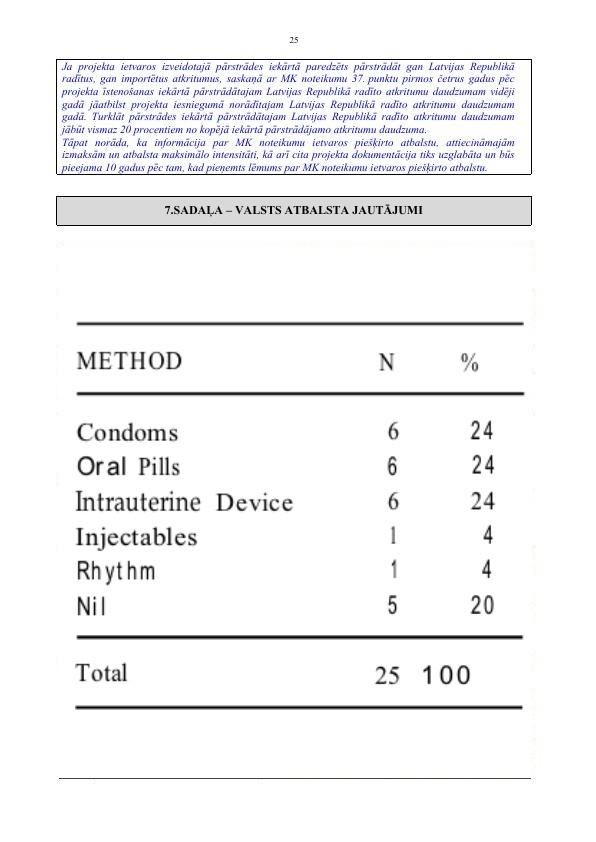 25
Ja projekta ietvaros izveidotajā pārstrādes iekārtā paredzēts pārstrādāt gan Latvijas Republikā
radītus, gan importētus atkritumus, saskaņā ar MK noteikumu 37. punktu pirmos četrus gadus pēc
projekta īstenošanas iekārtā pārstrādātajam Latvijas Republikā radīto atkritumu daudzumam vidēji
gadā jāatbilst projekta iesniegumā norādītajam Latvijas Republikā radīto atkritumu daudzumam
gadā. Turklāt pārstrādes iekārtā pārstrādātajam Latvijas Republikā radīto atkritumu daudzumam
jābūt vismaz 20 procentiem no kopējā iekārtā pārstrādājamo atkritumu daudzuma.
Tāpat norāda, ka informācija par MK noteikumu ietvaros piešķirto atbalstu, attiecināmajām
izmaksām un atbalsta maksimālo intensitāti, kā arī cita projekta dokumentācija tiks uzglabāta un būs
pieejama 10 gadus pēc tam, kad pieņemts lēmums par MK noteikumu ietvaros piešķirto atbalstu.
7.SADAĻA – VALSTS ATBALSTA JAUTĀJUMI
METHOD N %
Condoms 6 24
Oral Pills 6 24
Intrauterine Device 6 24
Injectables 1 4
Rhythm 1 4
Nil 5 20
Total 25 100